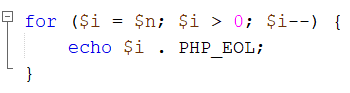 for ($i = $n; $i > 0; $i--) {
    echo $i . PHP_EOL;
}